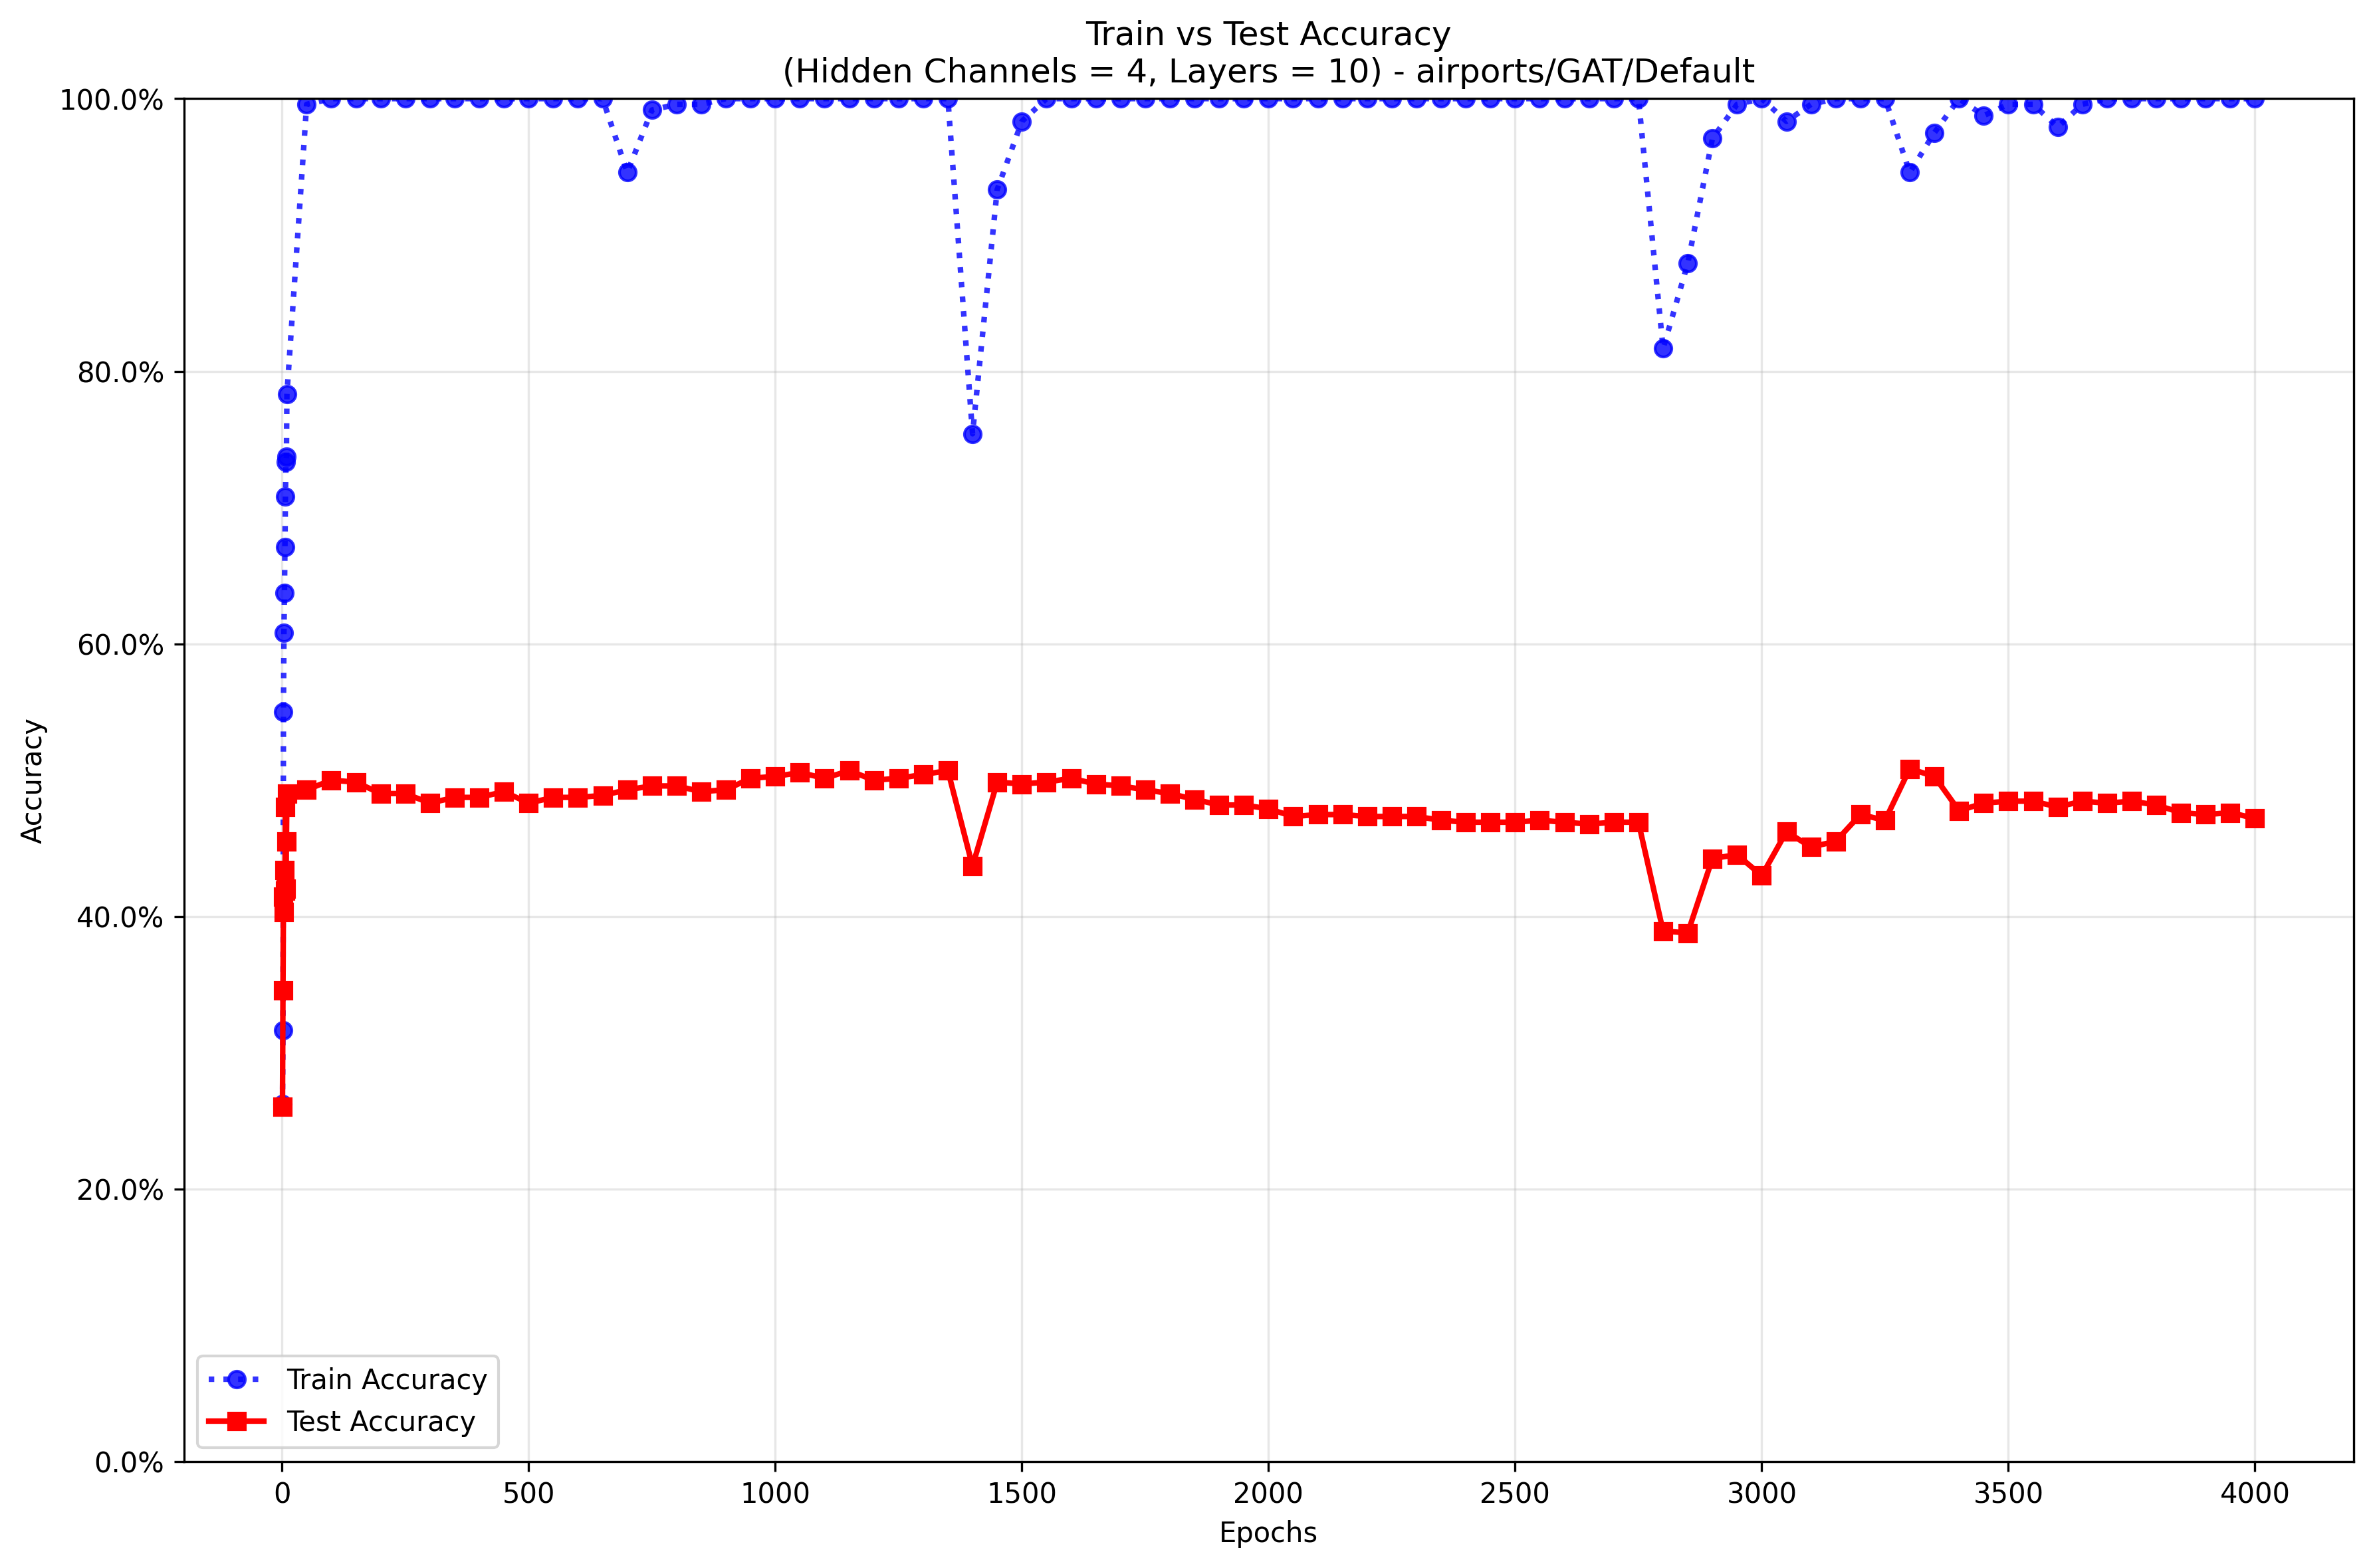 Train vs Test Accuracy
(Hidden Channels = 4, Layers = 10) - airports/GAT/Default
100.0%
80.0%
60.0%
40.0%
20.0%
0.0%
Accuracy
Train Accuracy
Test Accuracy
0 500 1000 1500 2000 2500 3000 3500 4000
Epochs